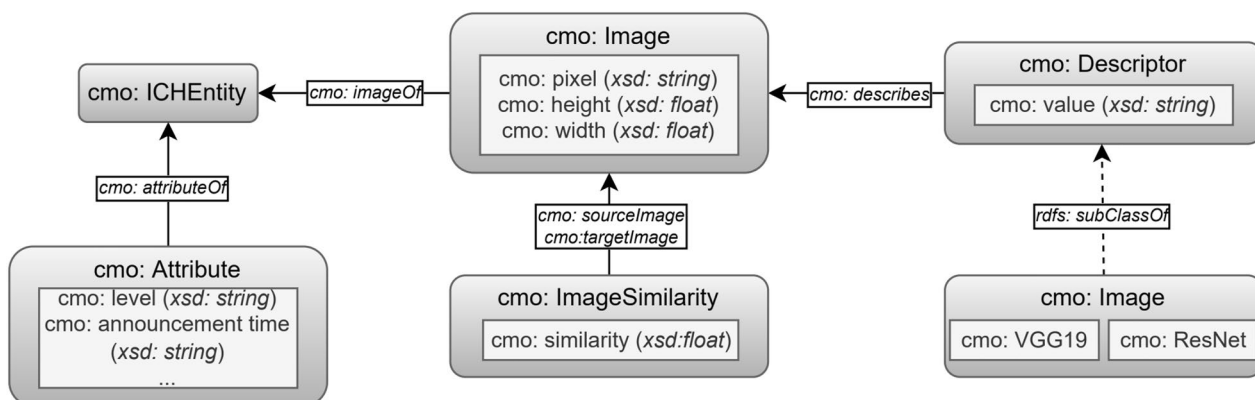 cmo: ICHEntity
cmo: imageOf
cmo: Image
cmo: pixel (xsd: string)
cmo: height (xsd: float)
cmo: width (xsd: float)
cmo: describes
cmo: Descriptor
cmo: value (xsd: string)
cmo: attributeOf
cmo: sourceImage
cmo:targetImage
rdfs: subClassOf
cmo: Attribute
cmo: level (xsd: string)
cmo: announcement time
(xsd: string)
...
cmo: ImageSimilarity
cmo: similarity (xsd:float)
cmo: Image
cmo: VGG19
cmo: ResNet